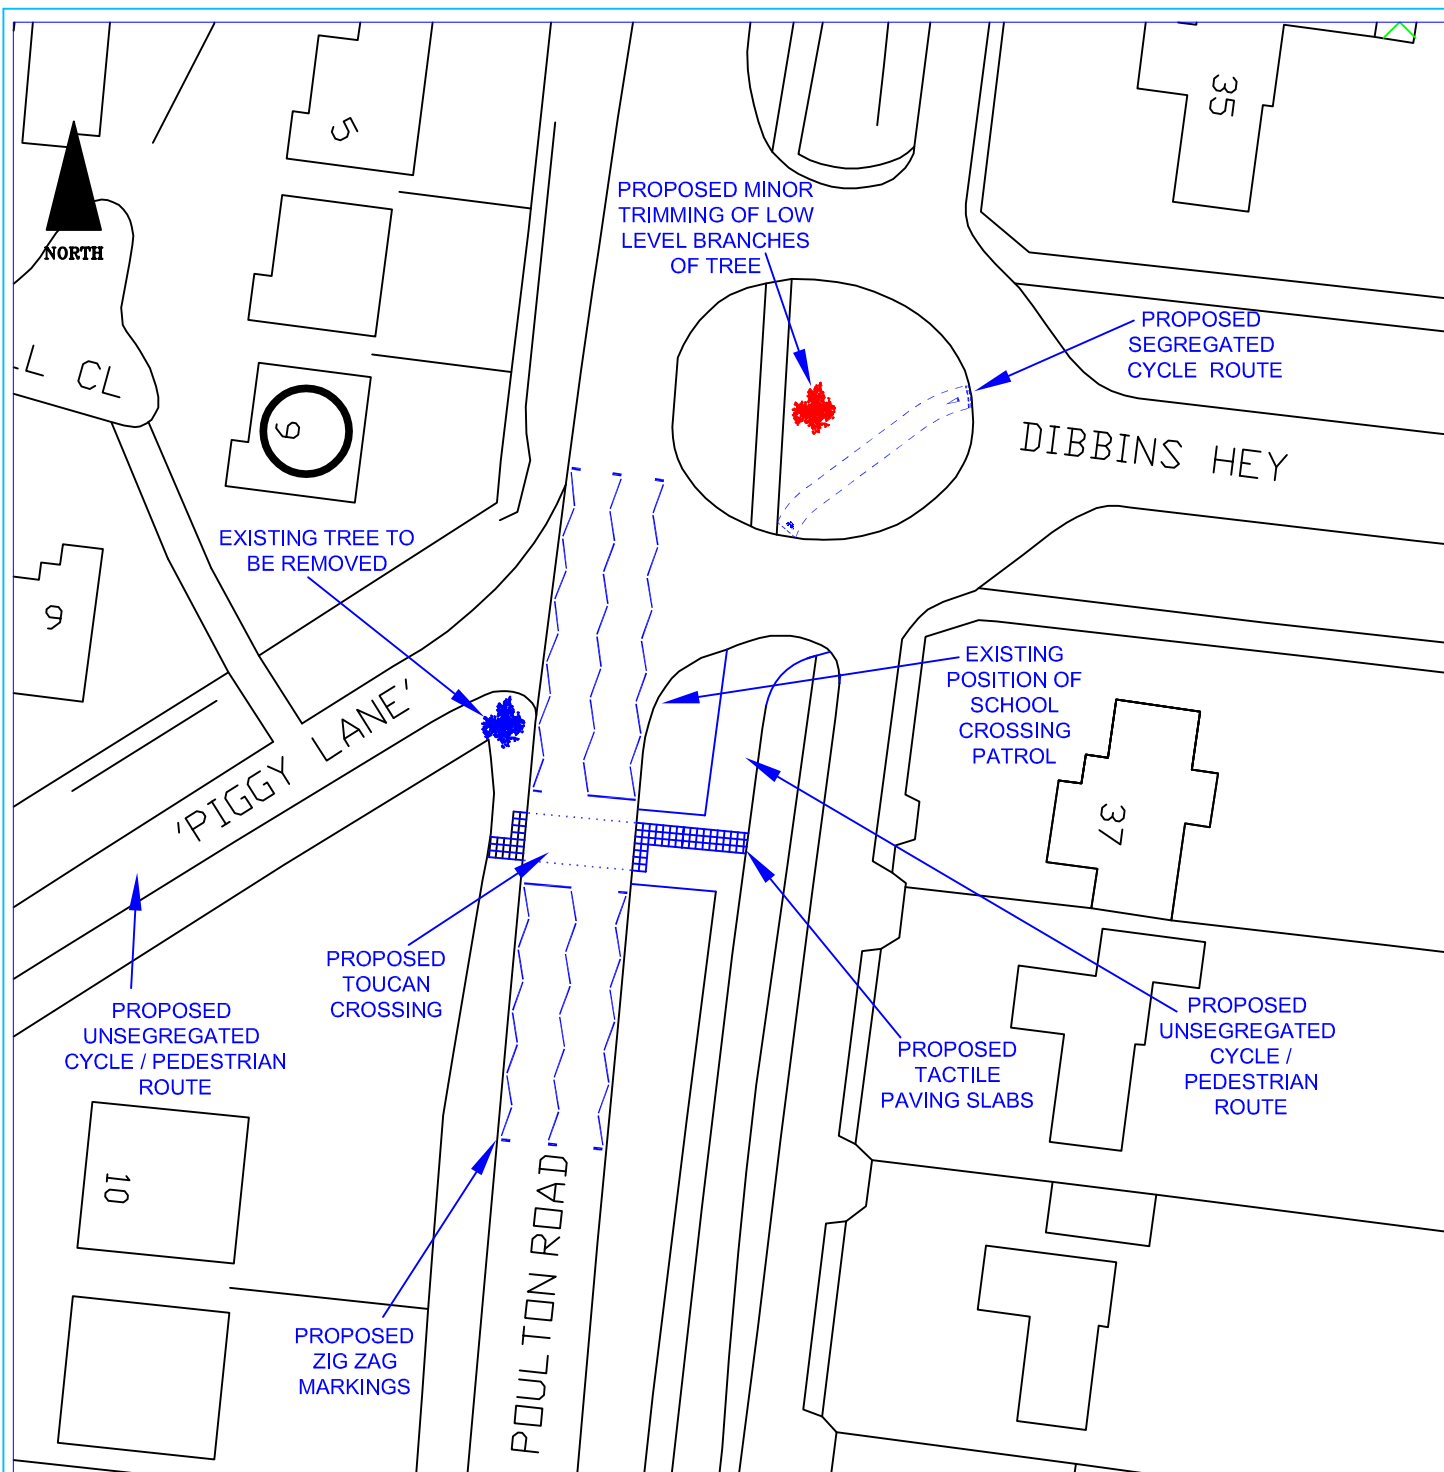 35
5
PROPOSED MINOR
TRIMMING OF LOW
LEVEL BRANCHES
OF TREE
NORTH
PROPOSED
SEGREGATED
CYCLE ROUTE
L CL
9
DIBBINS HEY
EXISTING TREE TO
BE REMOVED
9
EXISTING
POSITION OF
SCHOOL
CROSSING
PATROL
'PIGGY LANE'
37
PROPOSED
TOUCAN
CROSSING
PROPOSED
UNSEGREGATED
CYCLE / PEDESTRIAN
ROUTE
PROPOSED
TACTILE
PAVING SLABS
PROPOSED
UNSEGREGATED
CYCLE /
PEDESTRIAN
ROUTE
10
POULTON ROAD
PROPOSED
ZIG ZAG
MARKINGS